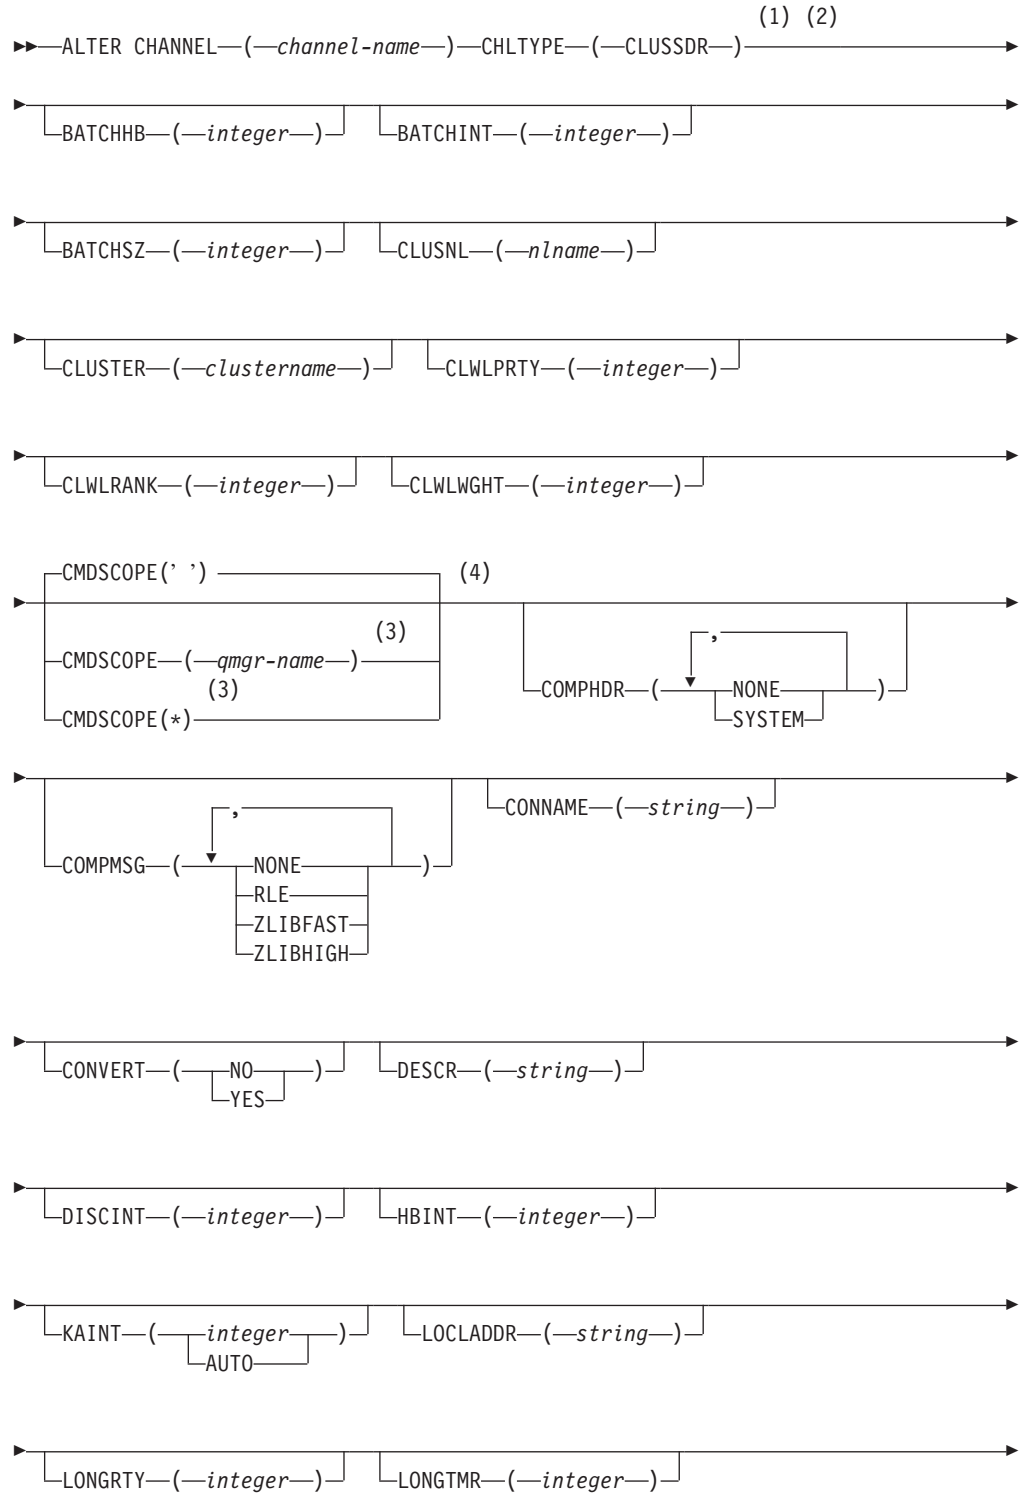 (1) (2)
ALTER CHANNEL ( channel-name ) CHLTYPE ( CLUSSDR )
BATCHHB ( integer ) BATCHINT ( integer )
BATCHSZ ( integer ) CLUSNL ( nlname )
CLUSTER ( clustername ) CLWLPRTY ( integer )
CLWLRANK ( integer ) CLWLWGHT ( integer )
CMDSCOPE(' ') (4)
(3)
CMDSCOPE ( qmgr-name )
(3)
CMDSCOPE(*)
,
COMPHDR ( NONE )
SYSTEM
,
COMPMSG ( NONE )
RLE
ZLIBFAST
ZLIBHIGH
CONNAME ( string )
CONVERT ( NO )
YES
DESCR ( string )
DISCINT ( integer ) HBINT ( integer )
KAINT ( integer )
AUTO
LOCLADDR ( string )
LONGRTY ( integer ) LONGTMR ( integer )